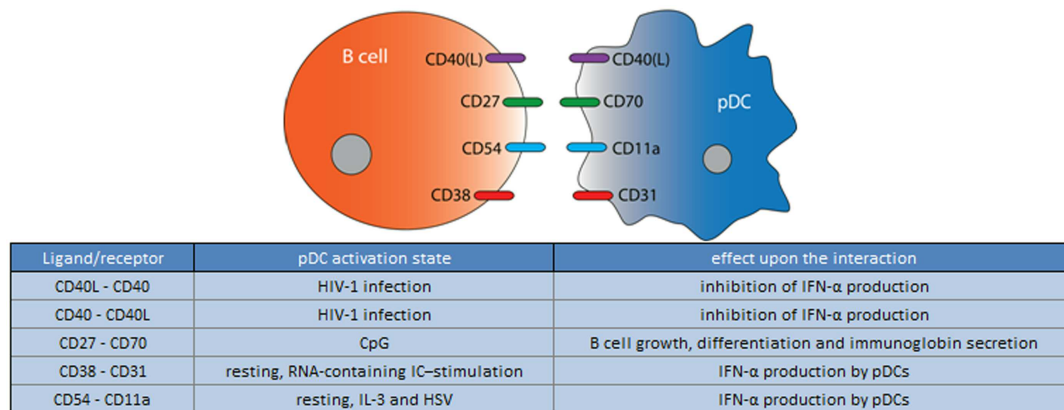 B cell
pDC
CD40(L) CD40(L)
CD27 CD70
CD54 CD11a
CD38 CD31
Ligand/receptor pDC activation state effect upon the interaction
CD40L - CD40 HIV-1 infection inhibition of IFN-α production
CD40 - CD40L HIV-1 infection inhibition of IFN-α production
CD27 - CD70 CpG B cell growth, differentiation and immunoglobin secretion
CD38 - CD31 resting, RNA-containing IC–stimulation IFN-α production by pDCs
CD54 - CD11a resting, IL-3 and HSV IFN-α production by pDCs